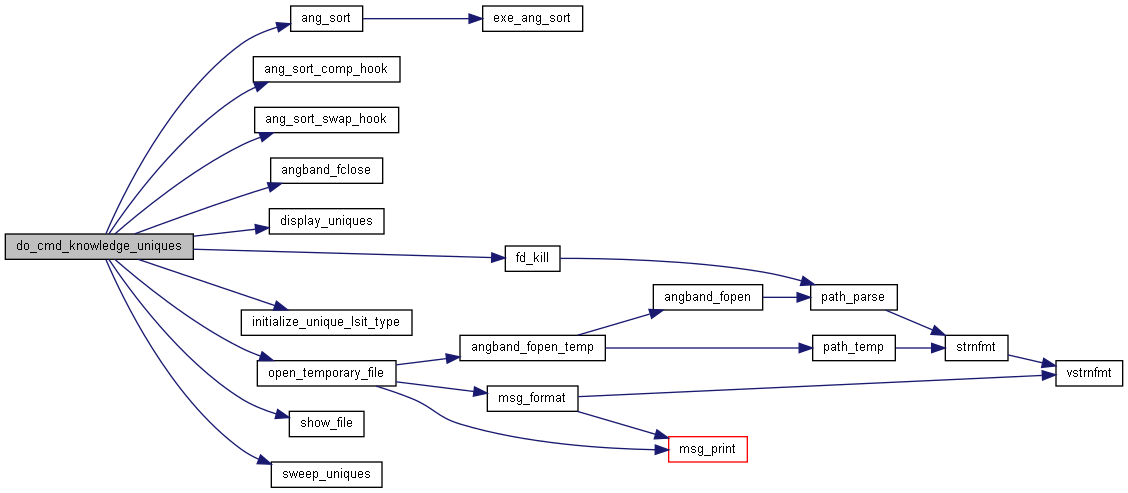 ang_sort
exe_ang_sort
ang_sort_comp_hook
ang_sort_swap_hook
angband_fclose
display_uniques
do_cmd_knowledge_uniques
fd_kill
angband_fopen
path_parse
initialize_unique_lsit_type
angband_fopen_temp
path_temp
strnfmt
open_temporary_file
vstrnfmt
msg_format
show_file
msg_print
sweep_uniques